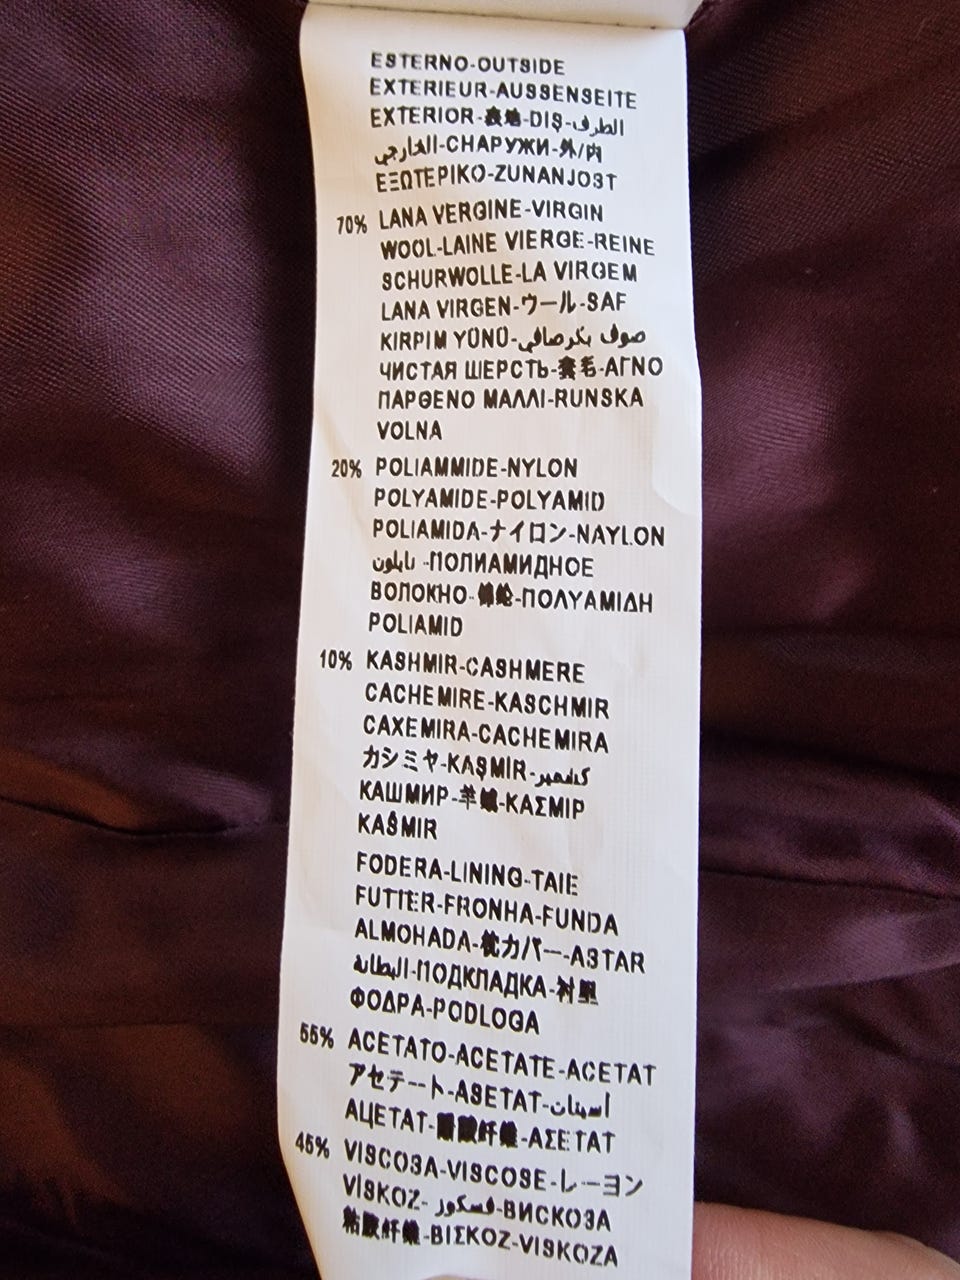 ESTERNO-OUTSIDE
EXTERIEUR-AUSSENSEITE
EXTERIOR-表地-DIŞ-الطرف
الخارجي-СНАРУЖИ-外/内
ΕΞΩΤΕΡΙΚΟ-ZUNANJOST
70% LANA VERGINE-VIRGIN
WOOL-LAINE VIERGE-REINE
SCHURWOLLE-LA VIRGEM
LANA VIRGEN-ウール-SAF
KIRPIM YÜNÜ-صوف بكر صافي
ЧИСТАЯ ШЕРСТЬ-羊毛-ΑΓΝΟ
ΠΑΡΘΕΝΟ ΜΑΛΛΙ-RUNSKA
VOLNA
20% POLIAMMIDE-NYLON
POLYAMIDE-POLYAMID
POLIAMIDA-ナイロン-NAYLON
نايلون-ПОЛИАМИДНОЕ
ВОЛОКНО-锦纶-ΠΟΛΥΑΜΙΔΗ
POLIAMID
10% KASHMIR-CASHMERE
CACHEMIRE-KASCHMIR
CAXEMIRA-CACHEMIRA
カシミヤ-KAŞMİR-كشمير
КАШМИР-羊绒-ΚΑΣΜΙΡ
KAŠMIR
FODERA-LINING-TAIE
FUTTER-FRONHA-FUNDA
ALMOHADA-枕カバー-ASTAR
البطانة-ПОДКЛАДКА-衬里
ΦΟΔΡΑ-PODLOGA
55% ACETATO-ACETATE-ACETAT
アセテート-ASETAT-أسيتات
АЦЕТАТ-醋酸纤维-ΑΣΕΤΑΤ
45% VISCOSA-VISCOSE-レーヨン
VİSKOZ-فسكوز-ВИСКОЗА
粘胶纤维-ΒΙΣΚΟΖ-VISKOZA